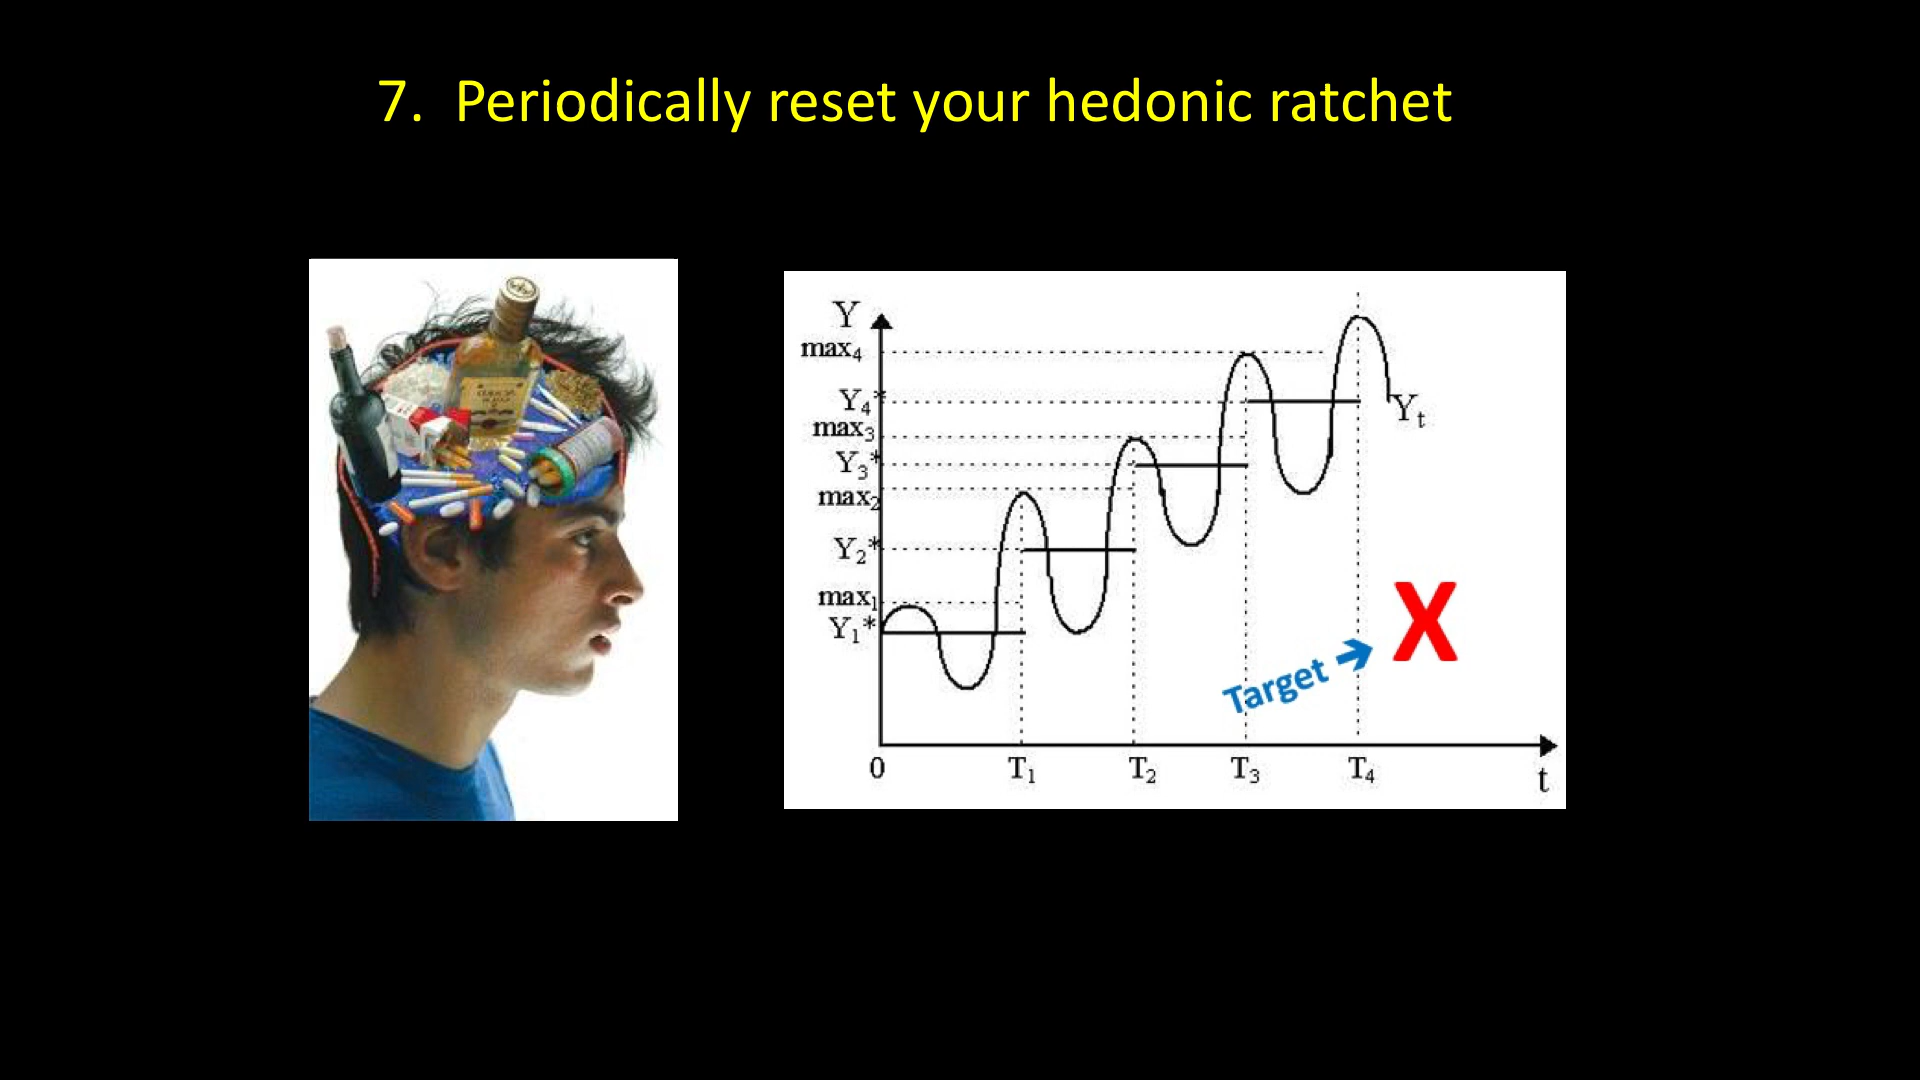 7. Periodically reset your hedonic ratchet
Y
max₄
Y₄*
max₃
Y₃*
max₂
Y₂*
max₁
Y₁*
Yₜ
X
Target →
0 T₁ T₂ T₃ T₄
t